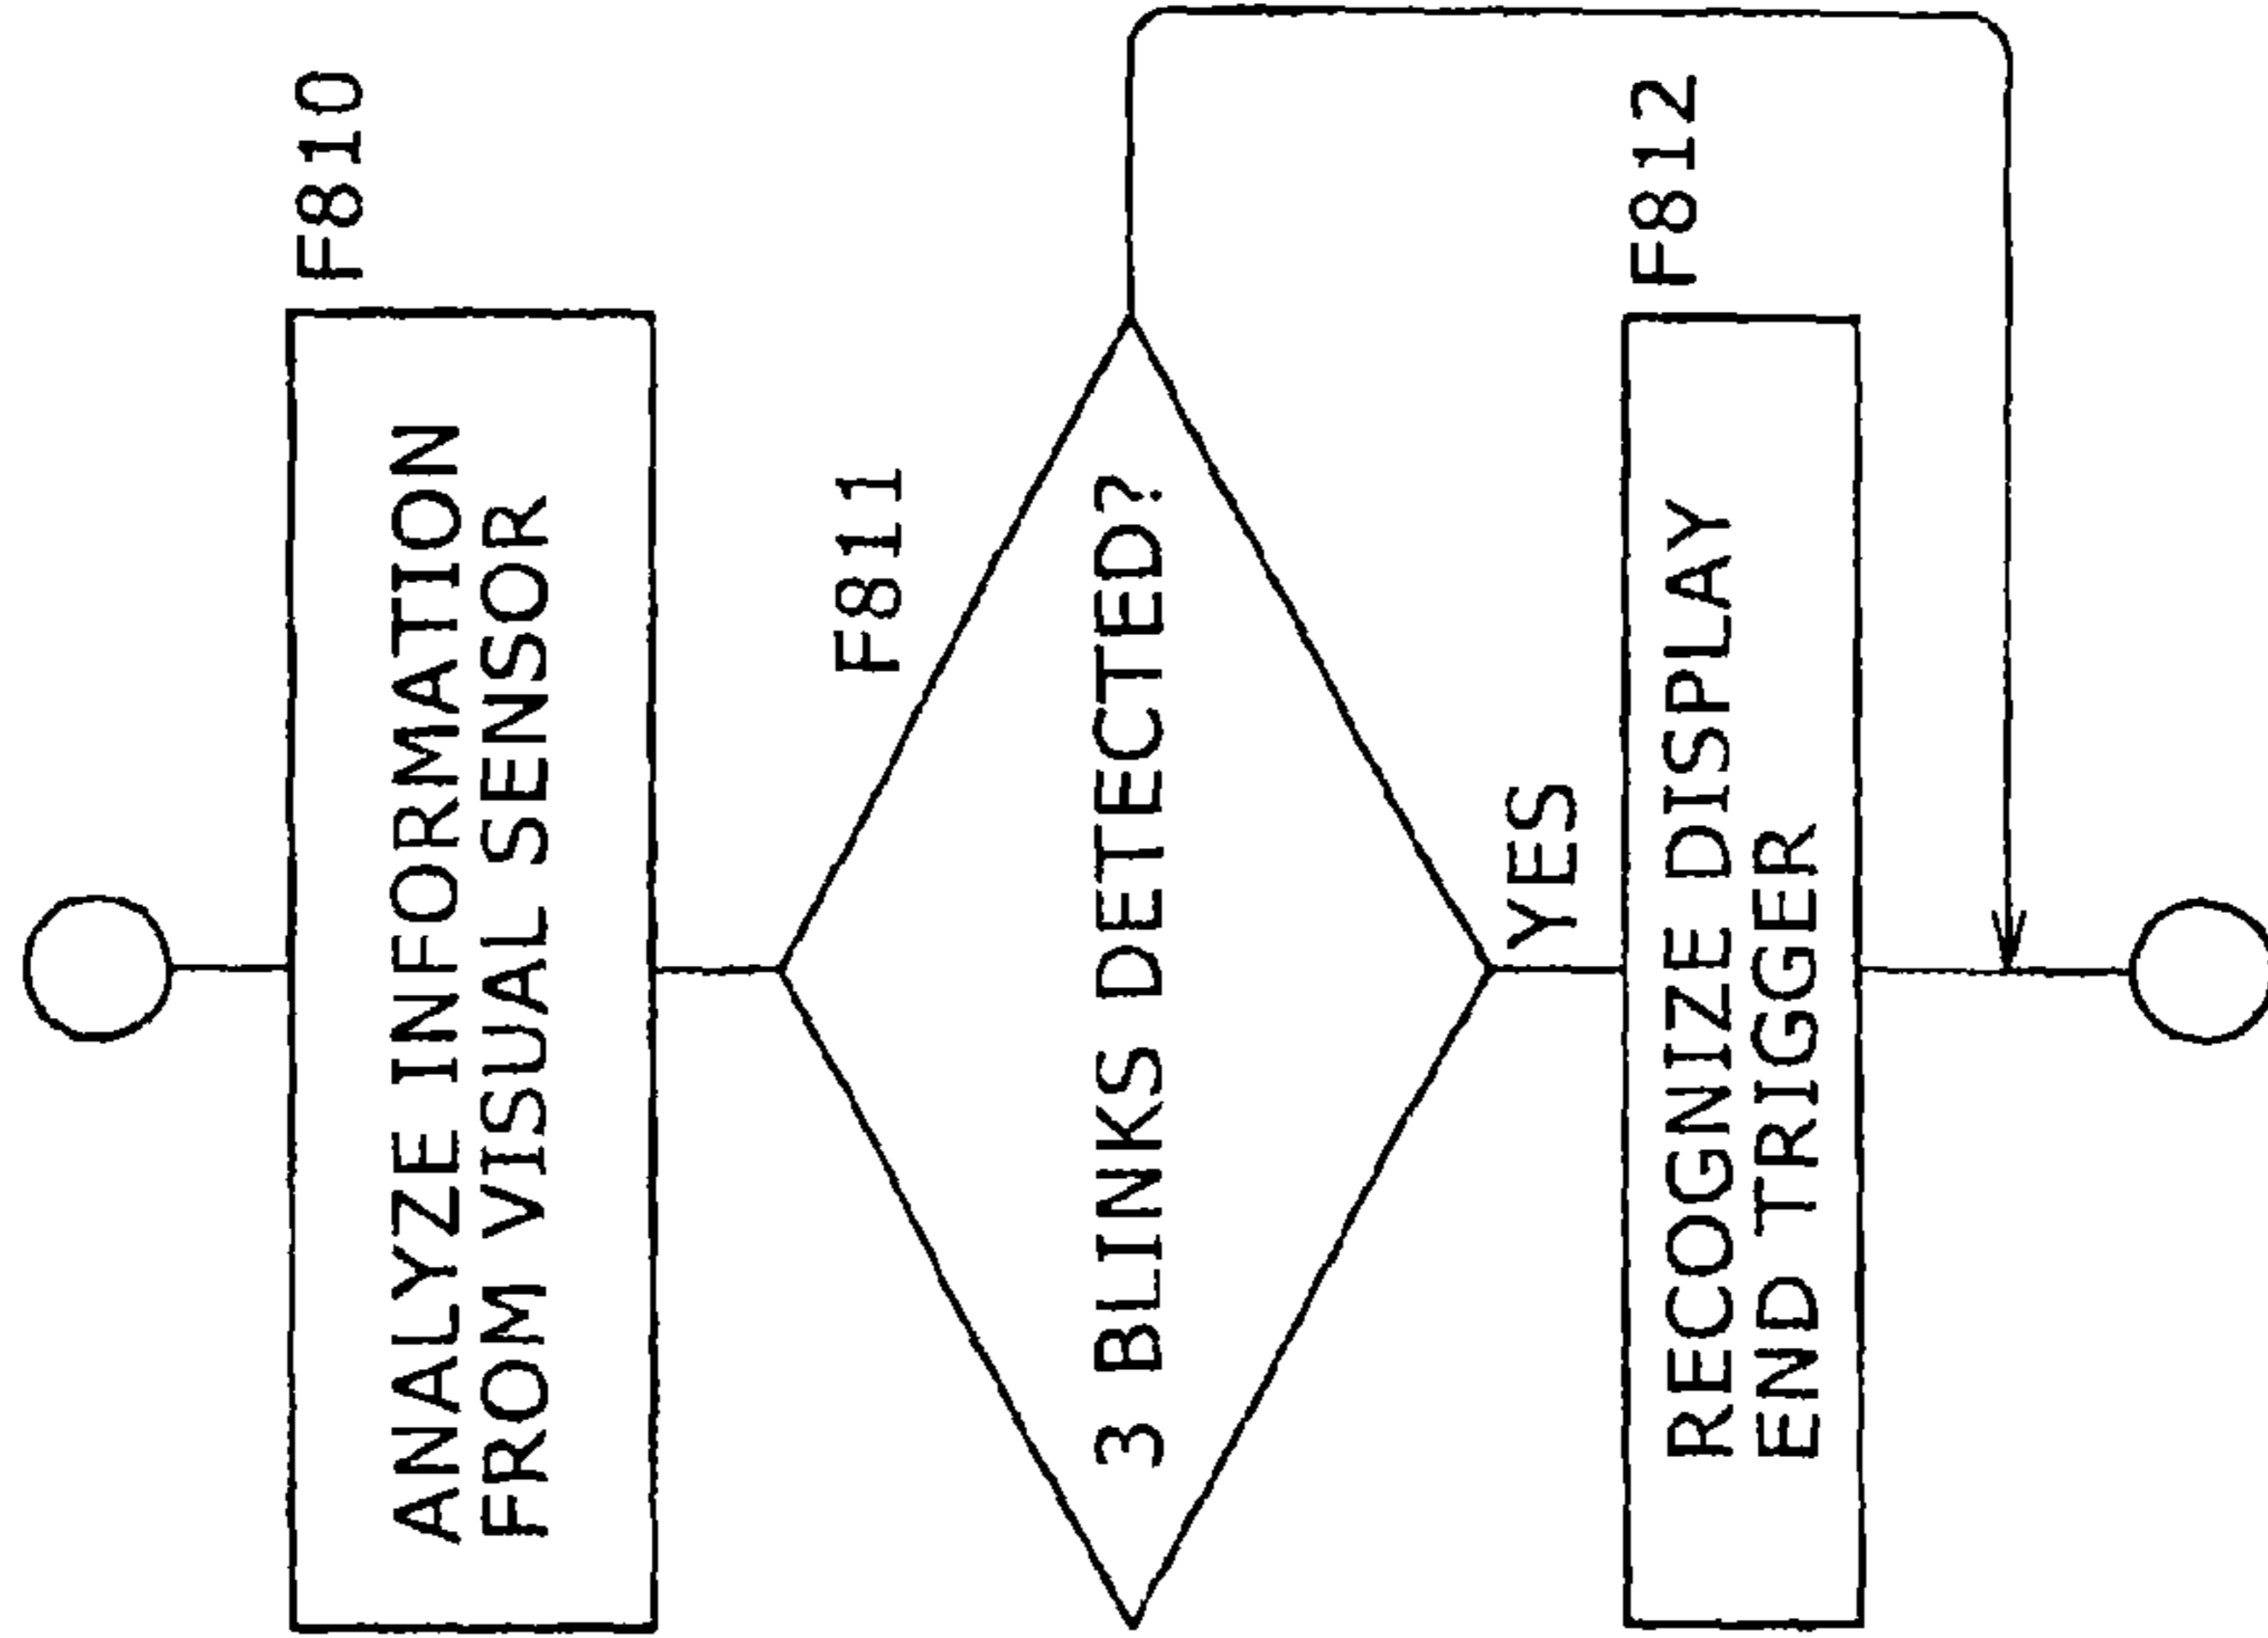 F810
ANALYZE INFORMATION
FROM VISUAL SENSOR
F811
3 BLINKS DETECTED?
YES
F812
RECOGNIZE DISPLAY
END TRIGGER